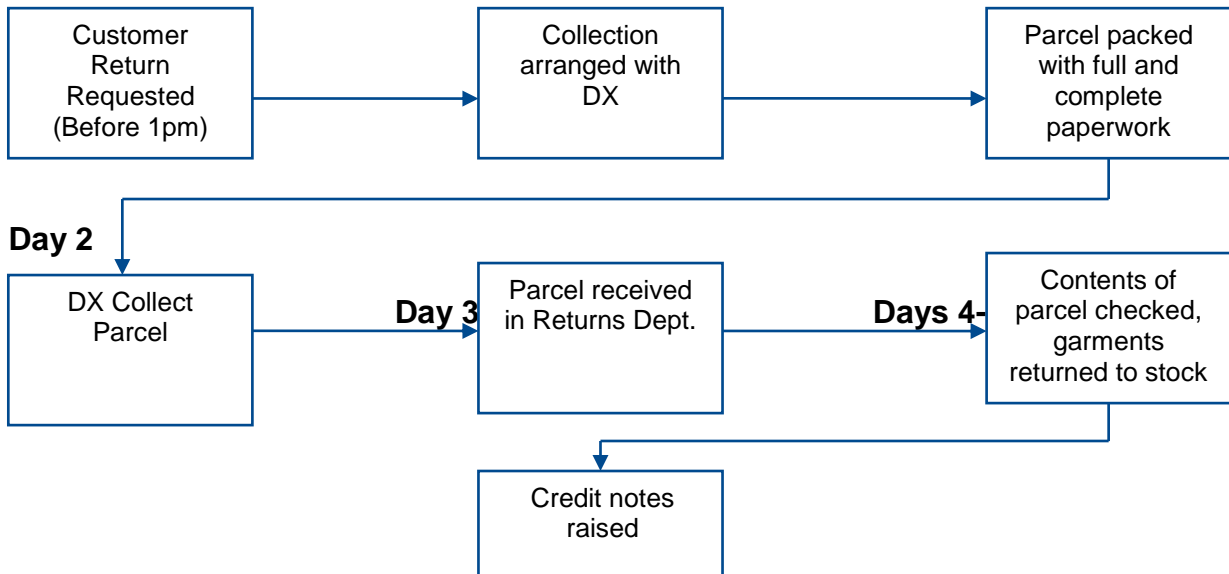 Customer
Return
Requested
(Before 1pm)
Collection
arranged with
DX
Parcel packed
with full and
complete
paperwork
Day 2
DX Collect
Parcel
Day 3
Parcel received
in Returns Dept.
Days 4-
Contents of
parcel checked,
garments
returned to stock
Credit notes
raised